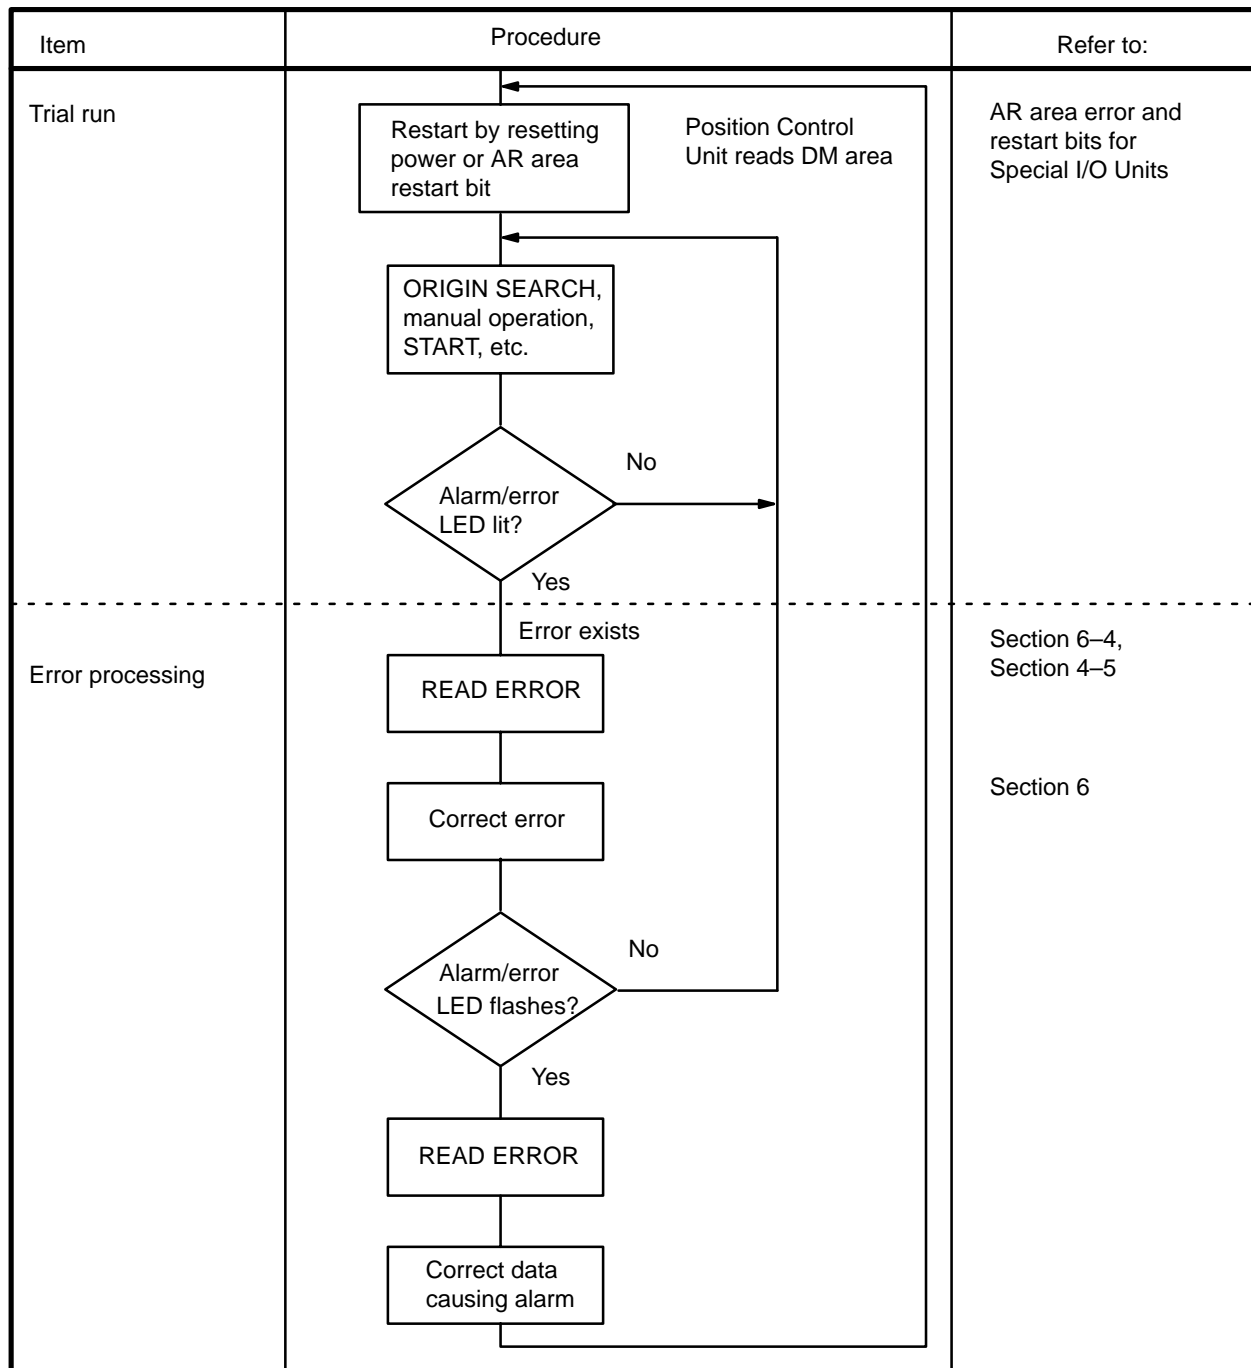 Item
Procedure
Refer to:
Trial run
Restart by resetting
power or AR area
restart bit
Position Control
Unit reads DM area
AR area error and
restart bits for
Special I/O Units
ORIGIN SEARCH,
manual operation,
START, etc.
Alarm/error
LED lit?
No
Yes
Error exists
Section 6–4,
Section 4–5
Error processing
READ ERROR
Correct error
Section 6
Alarm/error
LED flashes?
No
Yes
READ ERROR
Correct data
causing alarm